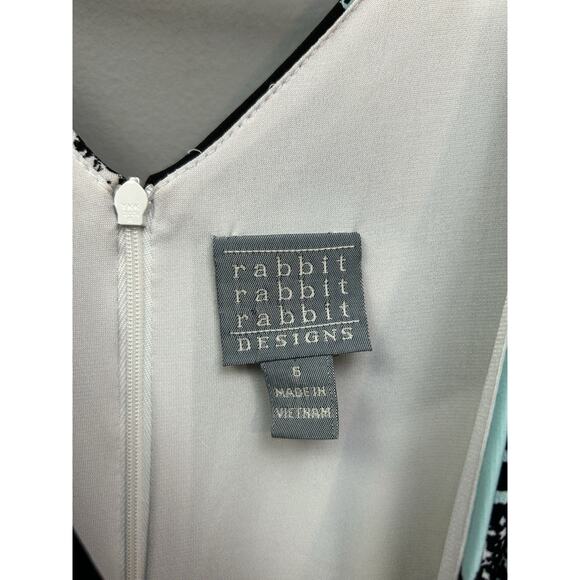 rabbit
rabbit
rabbit
DESIGNS
6
MADE IN
VIETNAM